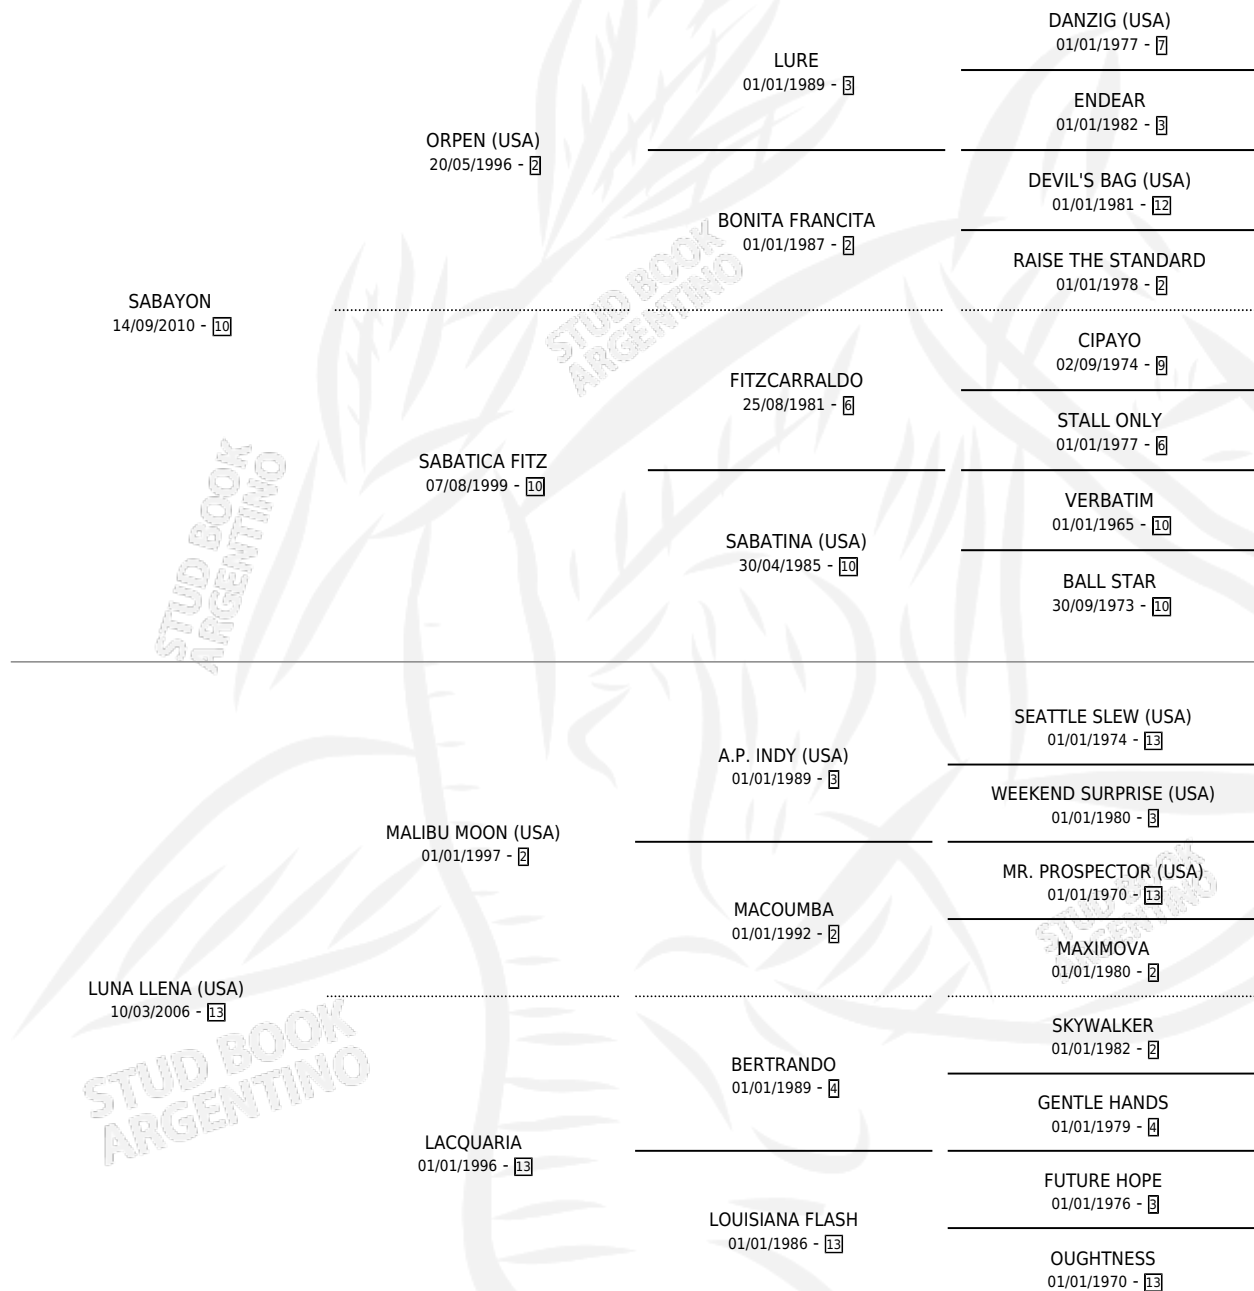 DANZIG (USA)
01/01/1977 - 7
LURE
01/01/1989 - 3
ENDEAR
01/01/1982 - 3
ORPEN (USA)
20/05/1996 - 2
DEVIL'S BAG (USA)
01/01/1981 - 12
BONITA FRANCITA
01/01/1987 - 2
RAISE THE STANDARD
01/01/1978 - 2
SABAYON
14/09/2010 - 10
CIPAYO
02/09/1974 - 9
FITZCARRALDO
25/08/1981 - 6
STALL ONLY
01/01/1977 - 6
SABATICA FITZ
07/08/1999 - 10
VERBATIM
01/01/1965 - 10
SABATINA (USA)
30/04/1985 - 10
BALL STAR
30/09/1973 - 10
STUD BOOK
ARGENTINO
STUD BOOK
ARGENTINO
SEATTLE SLEW (USA)
01/01/1974 - 13
A.P. INDY (USA)
01/01/1989 - 3
WEEKEND SURPRISE (USA)
01/01/1980 - 3
MALIBU MOON (USA)
01/01/1997 - 2
MR. PROSPECTOR (USA)
01/01/1970 - 13
MACOUMBA
01/01/1992 - 2
MAXIMOVA
01/01/1980 - 2
LUNA LLENA (USA)
10/03/2006 - 13
SKYWALKER
01/01/1982 - 2
BERTRANDO
01/01/1989 - 4
GENTLE HANDS
01/01/1979 - 4
LACQUARIA
01/01/1996 - 13
FUTURE HOPE
01/01/1976 - 3
LOUISIANA FLASH
01/01/1986 - 13
OUGHTNESS
01/01/1970 - 13
STUD BOOK
ARGENTINO
STUD BOOK
ARGENTINO